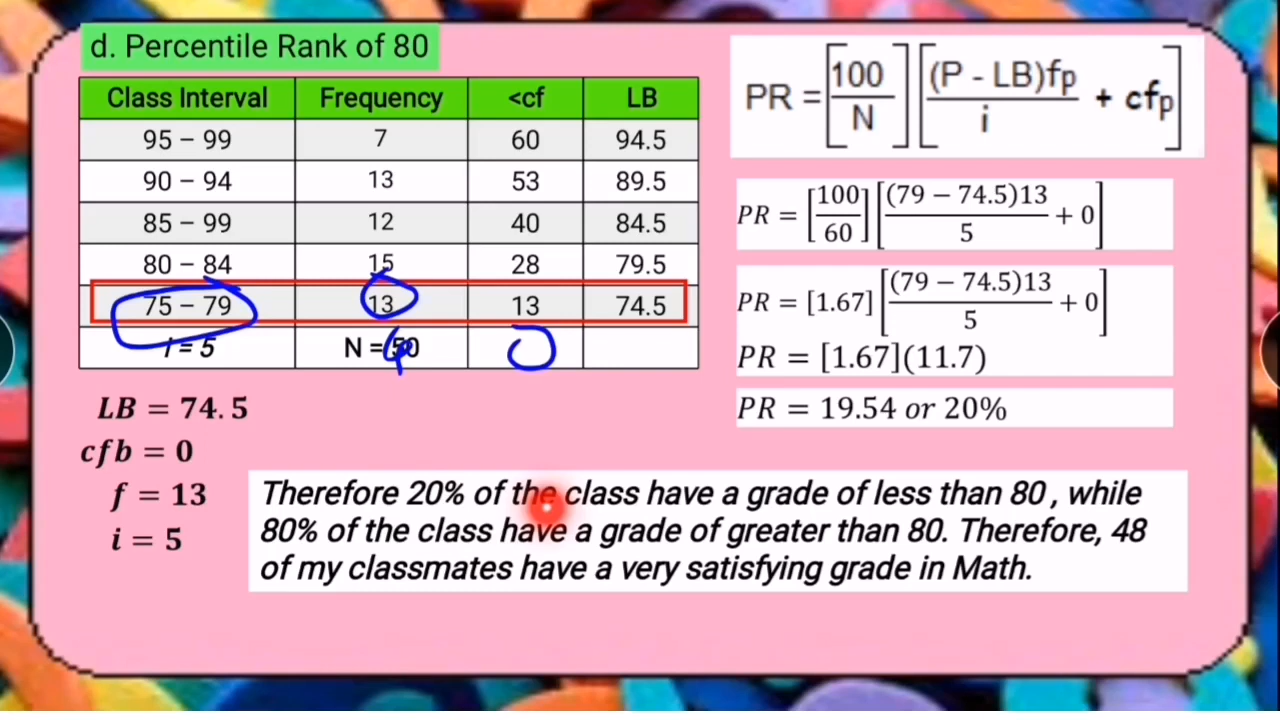 d. Percentile Rank of 80
Class Interval Frequency <cf LB
95 – 99 7 60 94.5
90 – 94 13 53 89.5
85 – 99 12 40 84.5
80 – 84 15 28 79.5
75 – 79 13 13 74.5
i = 5 N = 60 0
LB = 74.5
cfb = 0
f = 13
i = 5
PR = [100/N] [(P - LB)fp/i + cfp]
PR = [100/60] [(79 − 74.5)13/5 + 0]
PR = [1.67] [(79 − 74.5)13/5 + 0]
PR = [1.67](11.7)
PR = 19.54 or 20%
Therefore 20% of the class have a grade of less than 80 , while
80% of the class have a grade of greater than 80. Therefore, 48
of my classmates have a very satisfying grade in Math.